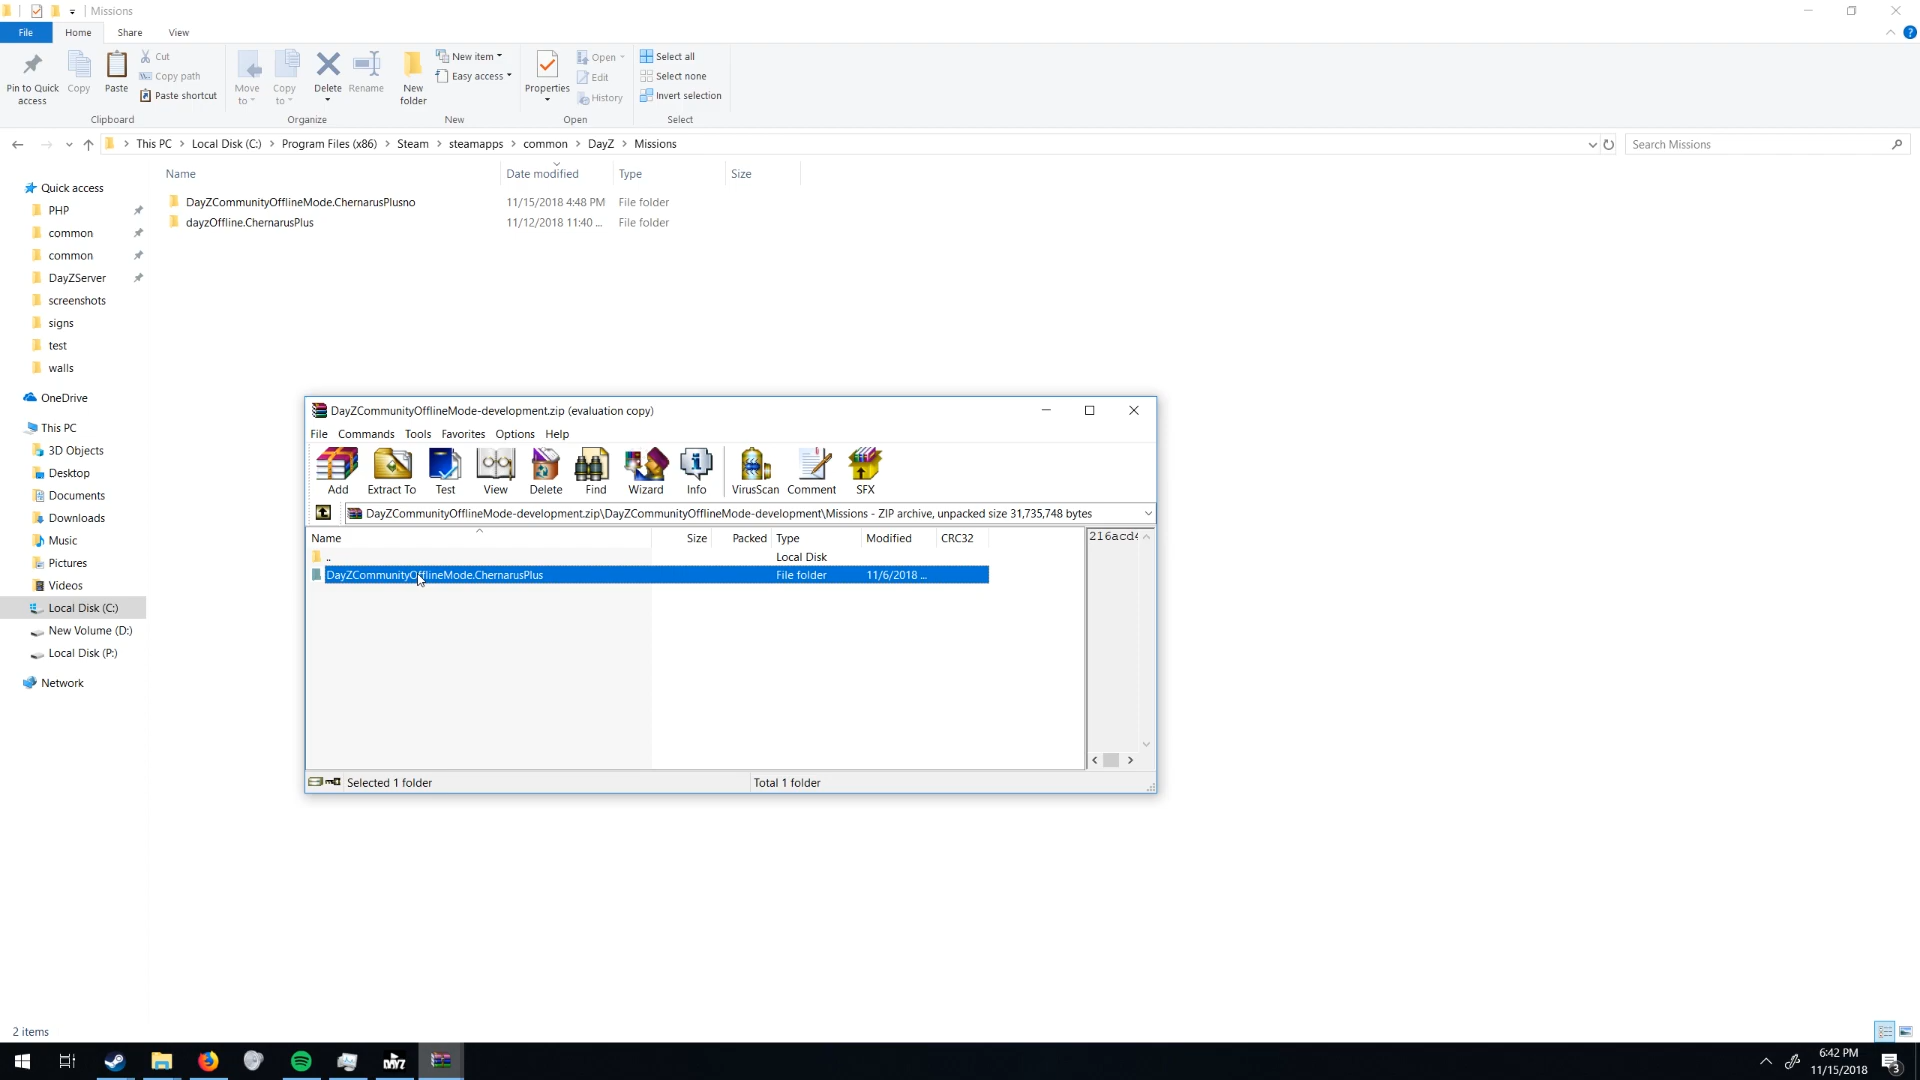 Missions
File Home Share View
Pin to Quick access
Copy
Paste
Cut
Copy path
Paste shortcut
Clipboard
Move to
Copy to
Delete
Rename
Organize
New folder
New item
Easy access
New
Properties
Open
Edit
History
Open
Select all
Select none
Invert selection
Select
This PC > Local Disk (C:) > Program Files (x86) > Steam > steamapps > common > DayZ > Missions
Search Missions
Name Date modified Type Size
DayZCommunityOfflineMode.ChernarusPlusno 11/15/2018 4:48 PM File folder
dayzOffline.ChernarusPlus 11/12/2018 11:40 ... File folder
Quick access
PHP
common
common
DayZServer
screenshots
signs
test
walls
OneDrive
This PC
3D Objects
Desktop
Documents
Downloads
Music
Pictures
Videos
Local Disk (C:)
New Volume (D:)
Local Disk (P:)
Network
DayZCommunityOfflineMode-development.zip (evaluation copy)
File Commands Tools Favorites Options Help
Add Extract To Test View Delete Find Wizard Info VirusScan Comment SFX
DayZCommunityOfflineMode-development.zip\DayZCommunityOfflineMode-development\Missions - ZIP archive, unpacked size 31,735,748 bytes
Name Size Packed Type Modified CRC32
.. Local Disk
DayZCommunityOfflineMode.ChernarusPlus File folder 11/6/2018 ...
Selected 1 folder Total 1 folder
2 items
DAYZ
6:42 PM
11/15/2018
3